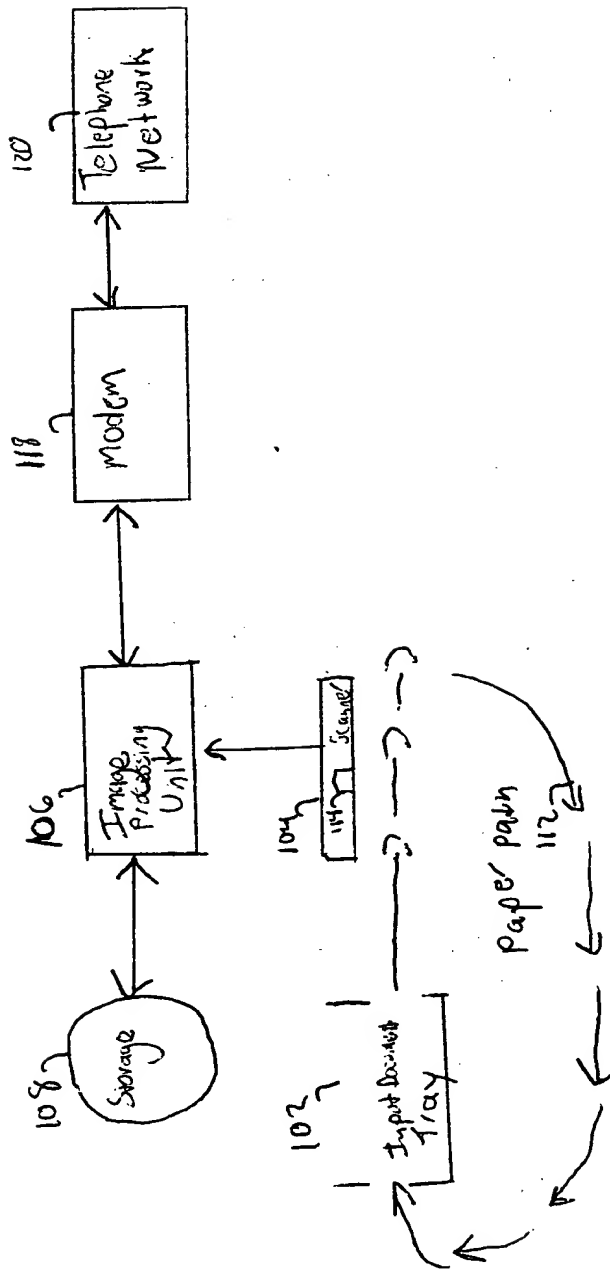 108
Storage
106
Image
Processing
Unit
118
Modem
120
Telephone
Network
104
114
Scanner
102
Input Document
Tray
Paper path
112